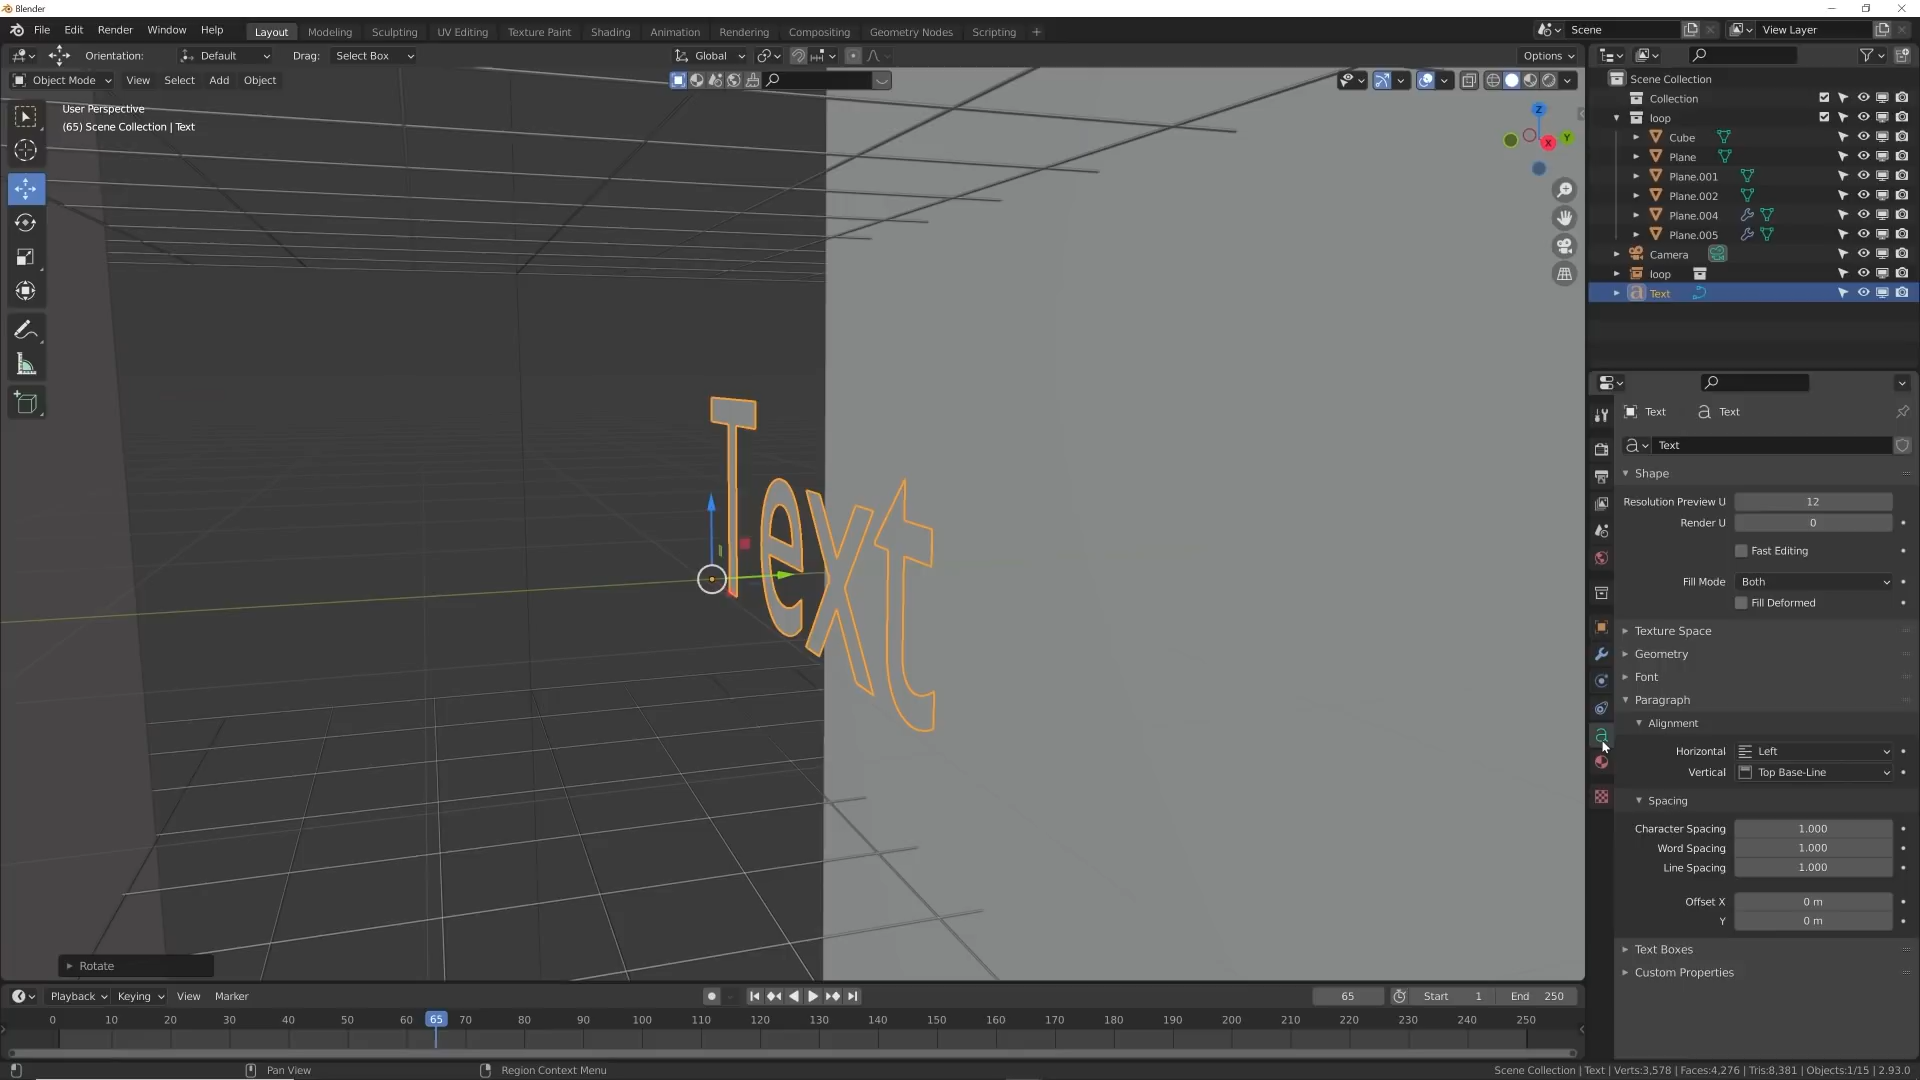 Blender
File Edit Render Window Help Layout Modeling Sculpting UV Editing Texture Paint Shading Animation Rendering Compositing Geometry Nodes Scripting + Scene View Layer
Orientation: Default Drag: Select Box Global Options
Object Mode View Select Add Object
User Perspective
(65) Scene Collection | Text
Z
X
Y
Text
Rotate
Scene Collection
Collection
loop
Cube
Plane
Plane.001
Plane.002
Plane.004
Plane.005
Camera
loop
Text
Text Text
Text
Shape
Resolution Preview U 12
Render U 0
Fast Editing
Fill Mode Both
Fill Deformed
Texture Space
Geometry
Font
Paragraph
Alignment
Horizontal Left
Vertical Top Base-Line
Spacing
Character Spacing 1.000
Word Spacing 1.000
Line Spacing 1.000
Offset X 0 m
Y 0 m
Text Boxes
Custom Properties
Playback Keying View Marker 65 Start 1 End 250
0 10 20 30 40 50 60 65 70 80 90 100 110 120 130 140 150 160 170 180 190 200 210 220 230 240 250
Pan View Region Context Menu Scene Collection | Text | Verts:3,578 | Faces:4,276 | Tris:8,381 | Objects:1/15 | 2.93.0